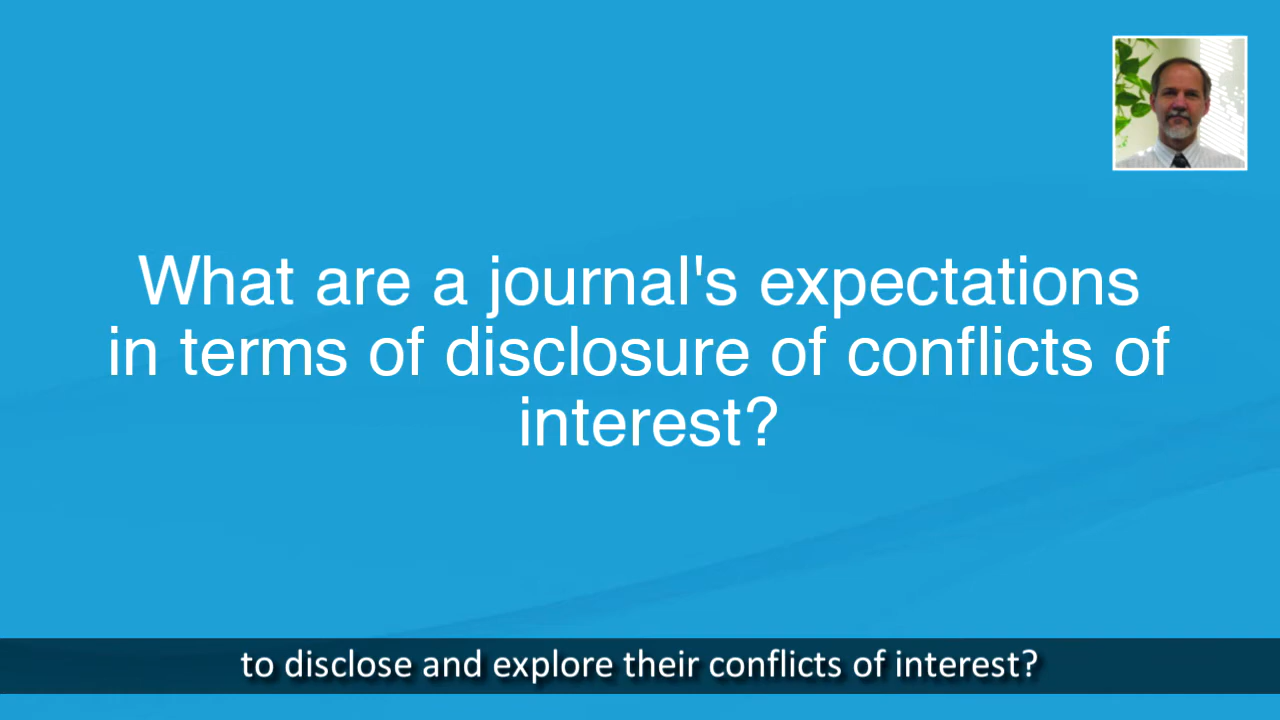 What are a journal's expectations
in terms of disclosure of conflicts of
interest?
to disclose and explore their conflicts of interest?